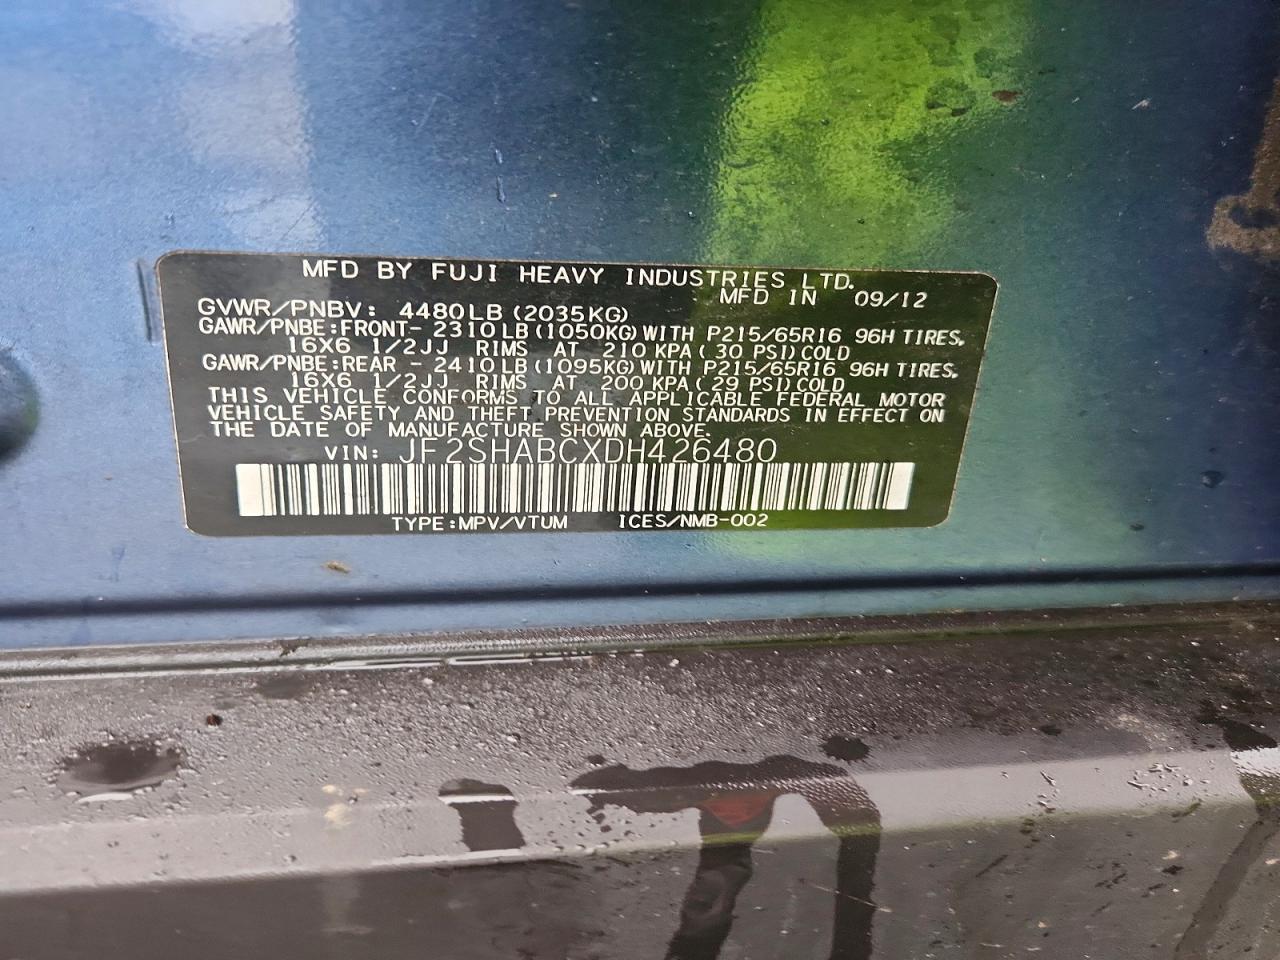 MFD BY FUJI HEAVY INDUSTRIES LTD.
MFD IN 09/12
GVWR/PNBV: 4480LB(2035KG)
GAWR/PNBE:FRONT- 2310LB(1050KG)WITH P215/65R16 96H TIRES,
16X6 1/2JJ RIMS AT 210 KPA(30 PSI)COLD
GAWR/PNBE:REAR - 2410LB(1095KG)WITH P215/65R16 96H TIRES,
16X6 1/2JJ RIMS AT 200 KPA(29 PSI)COLD
THIS VEHICLE CONFORMS TO ALL APPLICABLE FEDERAL MOTOR
VEHICLE SAFETY AND THEFT PREVENTION STANDARDS IN EFFECT ON
THE DATE OF MANUFACTURE SHOWN ABOVE.
VIN: JF2SHABCXDH426480
TYPE:MPV/VTUM ICES/NMB-002